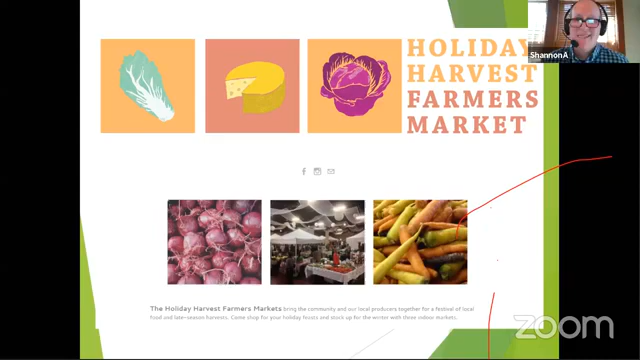 HOLIDAY
HARVEST
FARMERS
MARKET
ShannonA
The Holiday Harvest Farmers Markets bring the community and our local producers together for a festival of local
food and late-season harvests. Come shop for your holiday feasts and stock up for the winter with three indoor markets.
zoom